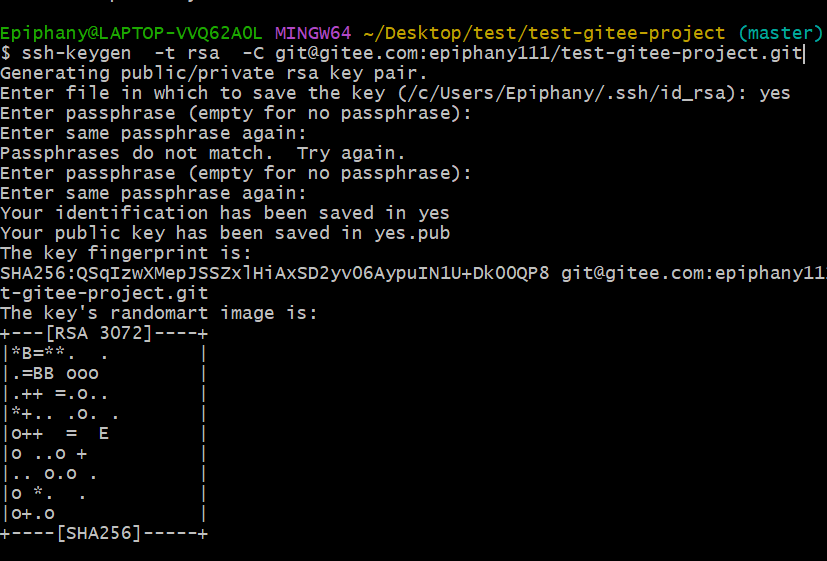 Epiphany@LAPTOP-VVQ62A0L MINGW64 ~/Desktop/test/test-gitee-project (master)
$ ssh-keygen  -t rsa  -C git@gitee.com:epiphany111/test-gitee-project.git
Generating public/private rsa key pair.
Enter file in which to save the key (/c/Users/Epiphany/.ssh/id_rsa): yes
Enter passphrase (empty for no passphrase):
Enter same passphrase again:
Passphrases do not match.  Try again.
Enter passphrase (empty for no passphrase):
Enter same passphrase again:
Your identification has been saved in yes
Your public key has been saved in yes.pub
The key fingerprint is:
SHA256:QSqIzwXMepJSSZxlHiAxSD2yv06AypuIN1U+DkOOQP8 git@gitee.com:epiphany11
t-gitee-project.git
The key's randomart image is:
+---[RSA 3072]----+
|*B=**.  .        |
|.=BB ooo         |
|.++ =.o..        |
|*+.. .o. .       |
|o++  =  E        |
|o ..o +          |
|.. o.o .         |
|o *.  .          |
|o+.o             |
+----[SHA256]-----+